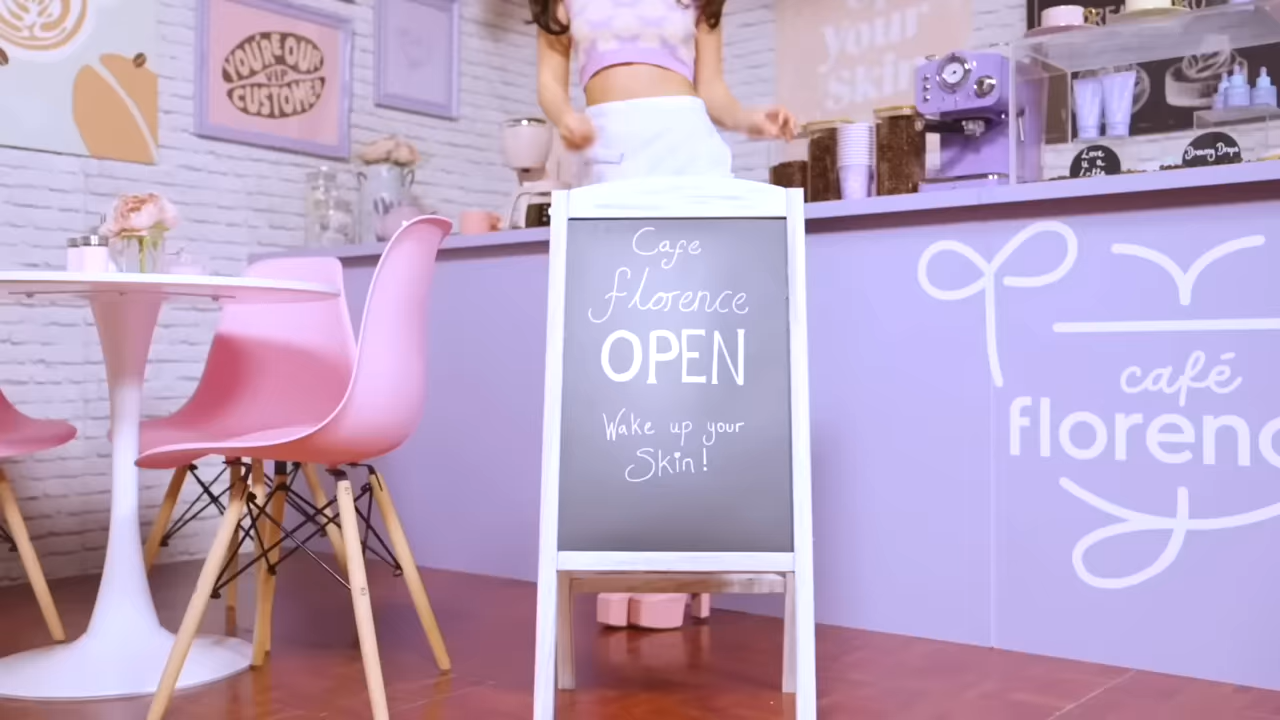 YOU'RE OUR
VIP
CUSTOMER
your
Skin
Love
u a
Latte
Dreamy Drops
Cafe
florence
OPEN
Wake up your
Skin!
café
floren